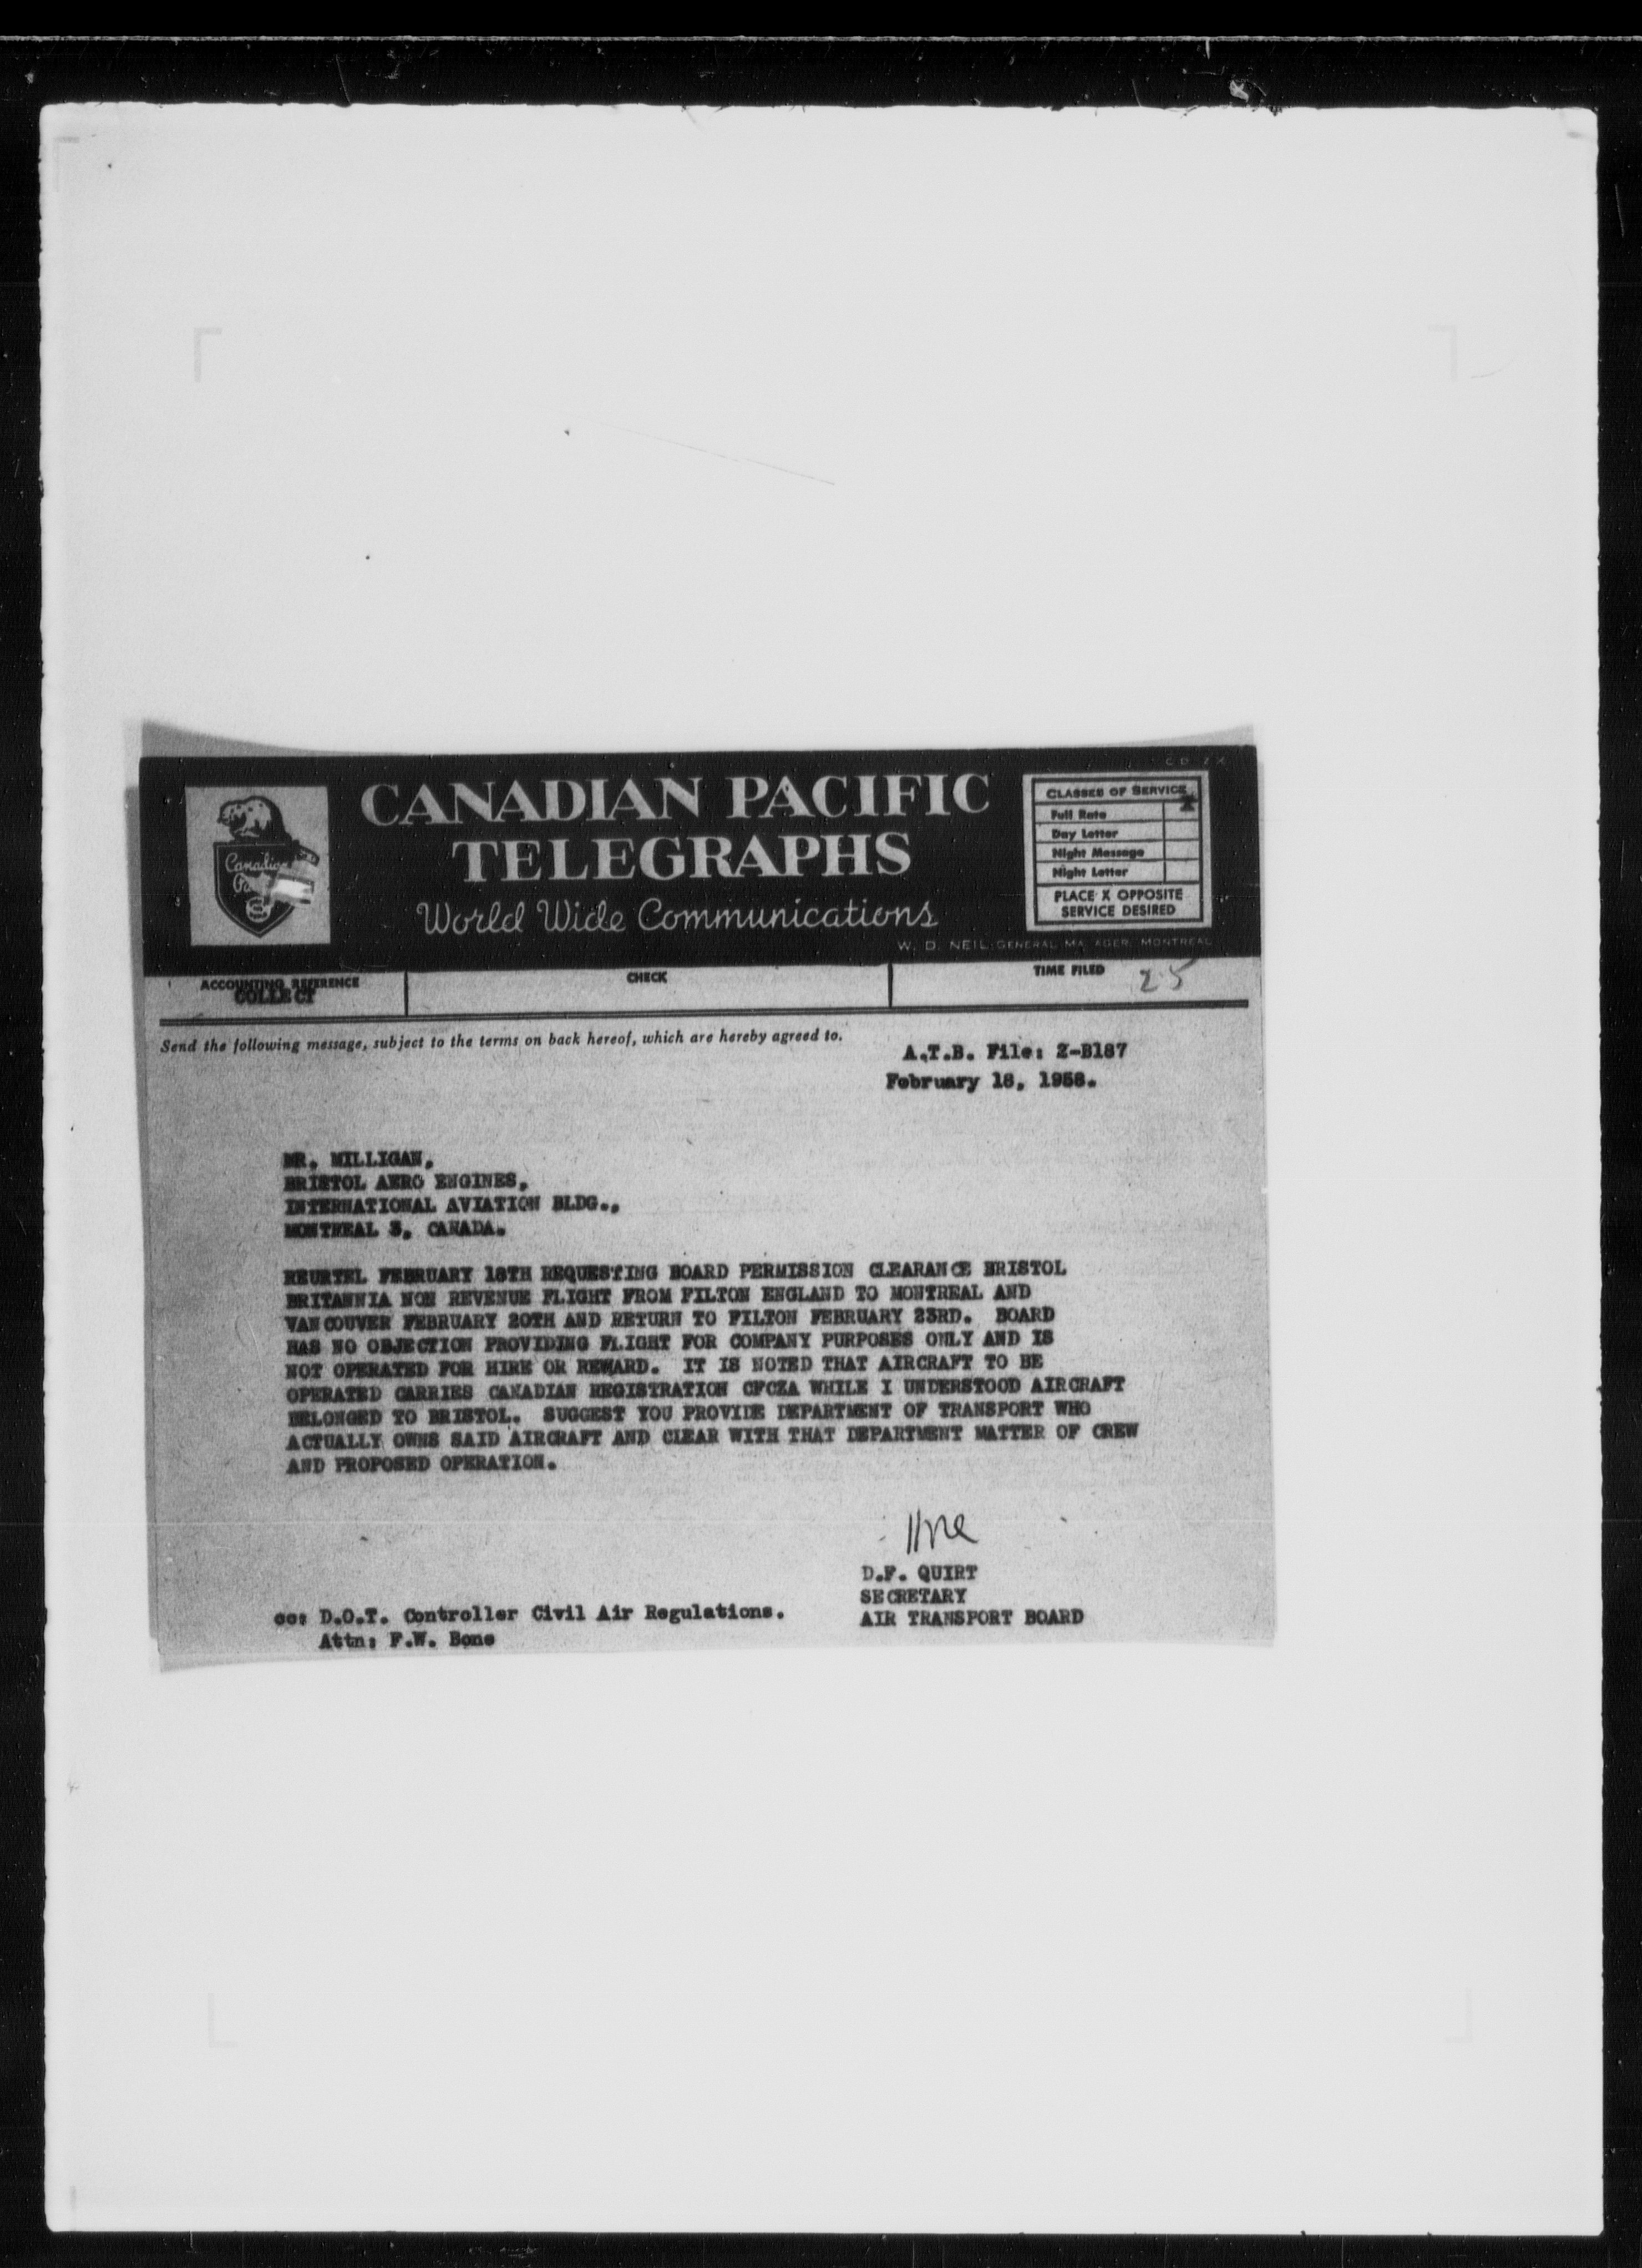 CD 7X
CANADIAN PACIFIC
TELEGRAPHS
World Wide Communications
Canadian
CLASSES OF SERVICE
Full Rate X
Day Letter
Night Message
Night Letter
PLACE X OPPOSITE
SERVICE DESIRED
W. D. NEIL, GENERAL MANAGER, MONTREAL
ACCOUNTING REFERENCE
COLLECT
CHECK
TIME FILED
25
Send the following message, subject to the terms on back hereof, which are hereby agreed to.
A.T.B. File: Z-B187
February 18, 1958.
MR. MILLIGAN,
BRISTOL AERO ENGINES,
INTERNATIONAL AVIATION BLDG.,
MONTREAL 3, CANADA.
REURTEL FEBRUARY 18TH REQUESTING BOARD PERMISSION CLEARANCE BRISTOL
BRITANNIA NON REVENUE FLIGHT FROM FILTON ENGLAND TO MONTREAL AND
VANCOUVER FEBRUARY 20TH AND RETURN TO FILTON FEBRUARY 23RD. BOARD
HAS NO OBJECTION PROVIDING FLIGHT FOR COMPANY PURPOSES ONLY AND IS
NOT OPERATED FOR HIRE OR REWARD. IT IS NOTED THAT AIRCRAFT TO BE
OPERATED CARRIES CANADIAN REGISTRATION CFCZA WHILE I UNDERSTOOD AIRCRAFT
BELONGED TO BRISTOL. SUGGEST YOU PROVIDE DEPARTMENT OF TRANSPORT WHO
ACTUALLY OWNS SAID AIRCRAFT AND CLEAR WITH THAT DEPARTMENT MATTER OF CREW
AND PROPOSED OPERATION.
D.F. QUIRT
SECRETARY
AIR TRANSPORT BOARD
cc: D.O.T. Controller Civil Air Regulations.
Attn: F.W. Bone